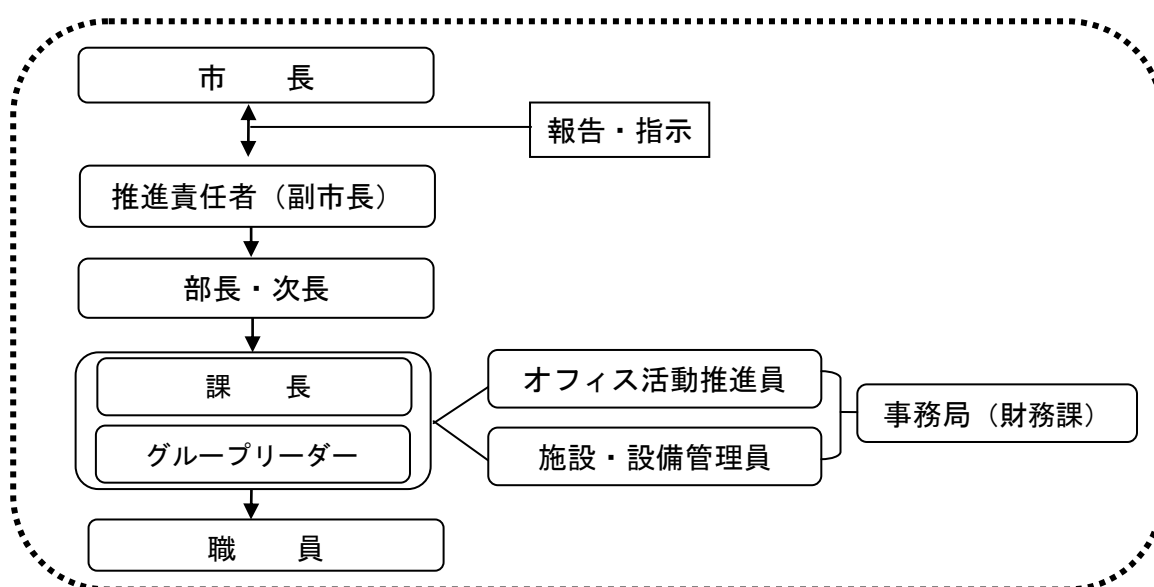 市　　長
報告・指示
推進責任者（副市長）
部長・次長
課　　長
グループリーダー
オフィス活動推進員
施設・設備管理員
事務局（財務課）
職　　員